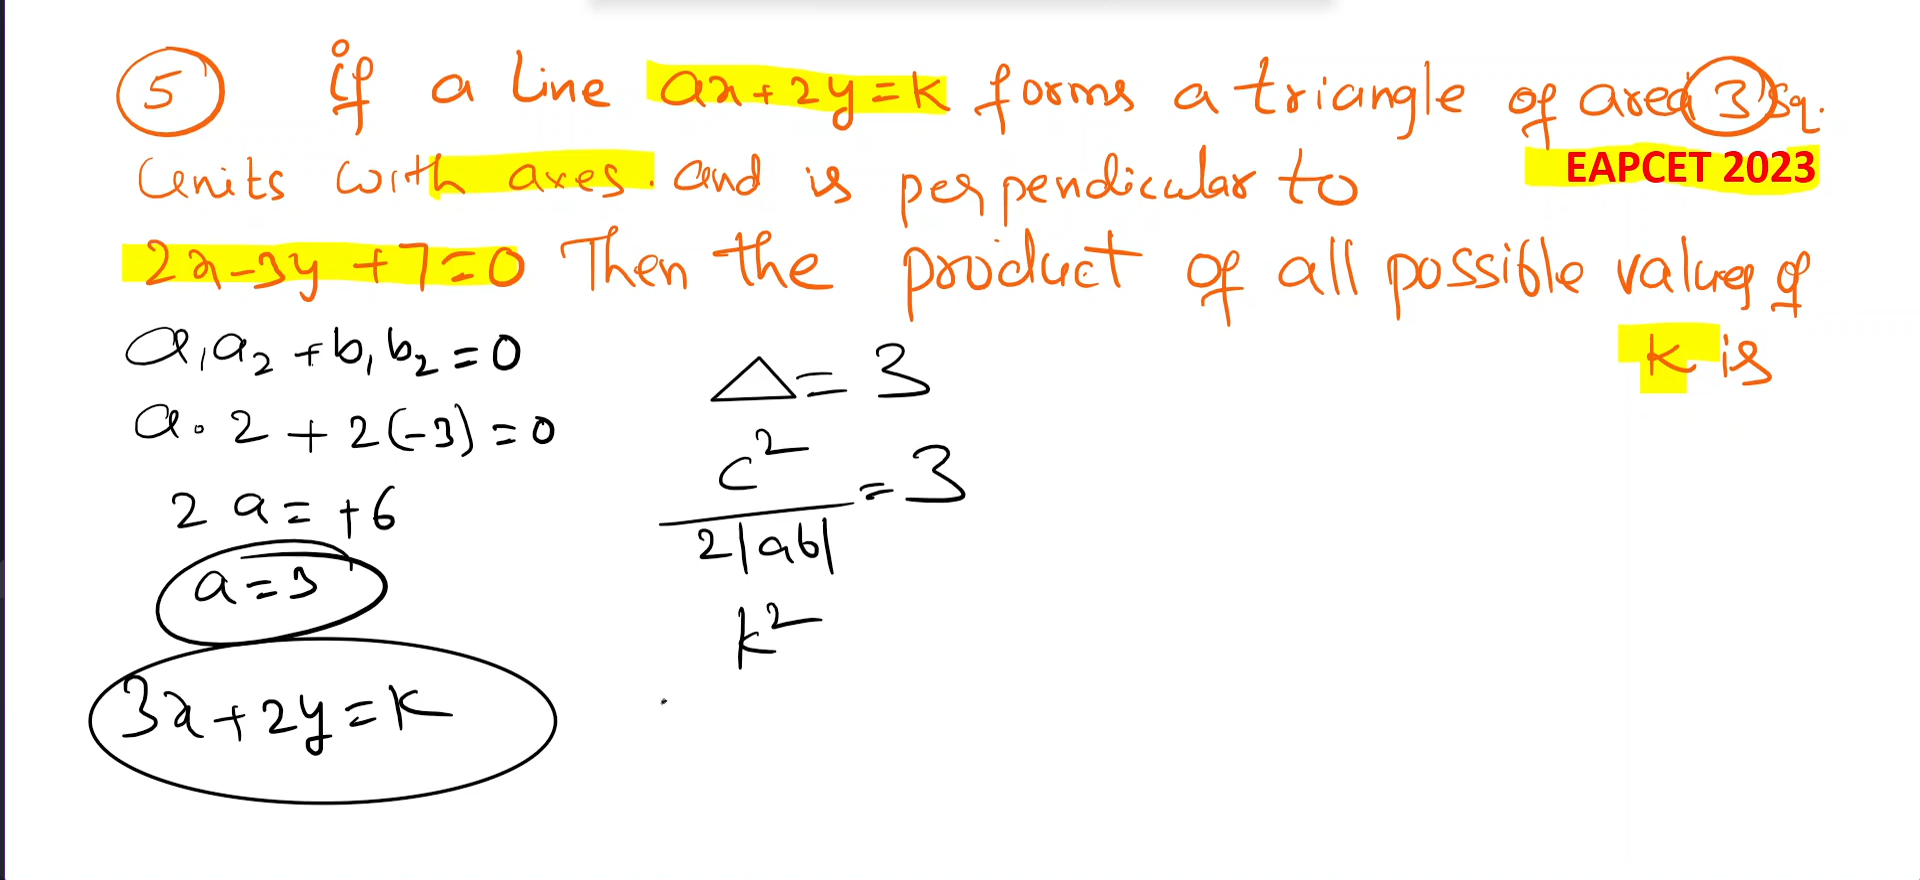 5 if a line ax+2y=k forms a triangle of area 3 sq.
units with axes. and is perpendicular to EAPCET 2023
2x-3y+7=0 Then the product of all possible values of
k is
a₁a₂ + b₁b₂ = 0
a. 2 + 2(-3) = 0
2 a = +6
a = 3
3x+2y=k
△ = 3
c²/2|ab| = 3
k²